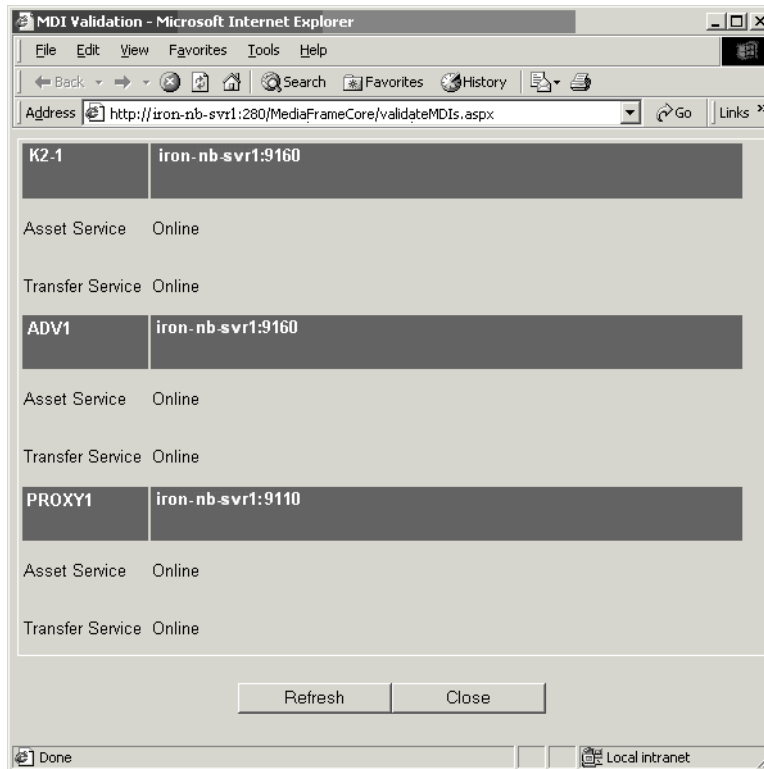 MDI Validation - Microsoft Internet Explorer
File Edit View Favorites Tools Help
Back Search Favorites History
Address http://iron-nb-svr1:280/MediaFrameCore/validateMDIs.aspx Go Links »
K2-1 iron-nb-svr1:9160
Asset Service Online
Transfer Service Online
ADV1 iron-nb-svr1:9160
Asset Service Online
Transfer Service Online
PROXY1 iron-nb-svr1:9110
Asset Service Online
Transfer Service Online
Refresh Close
Done Local intranet